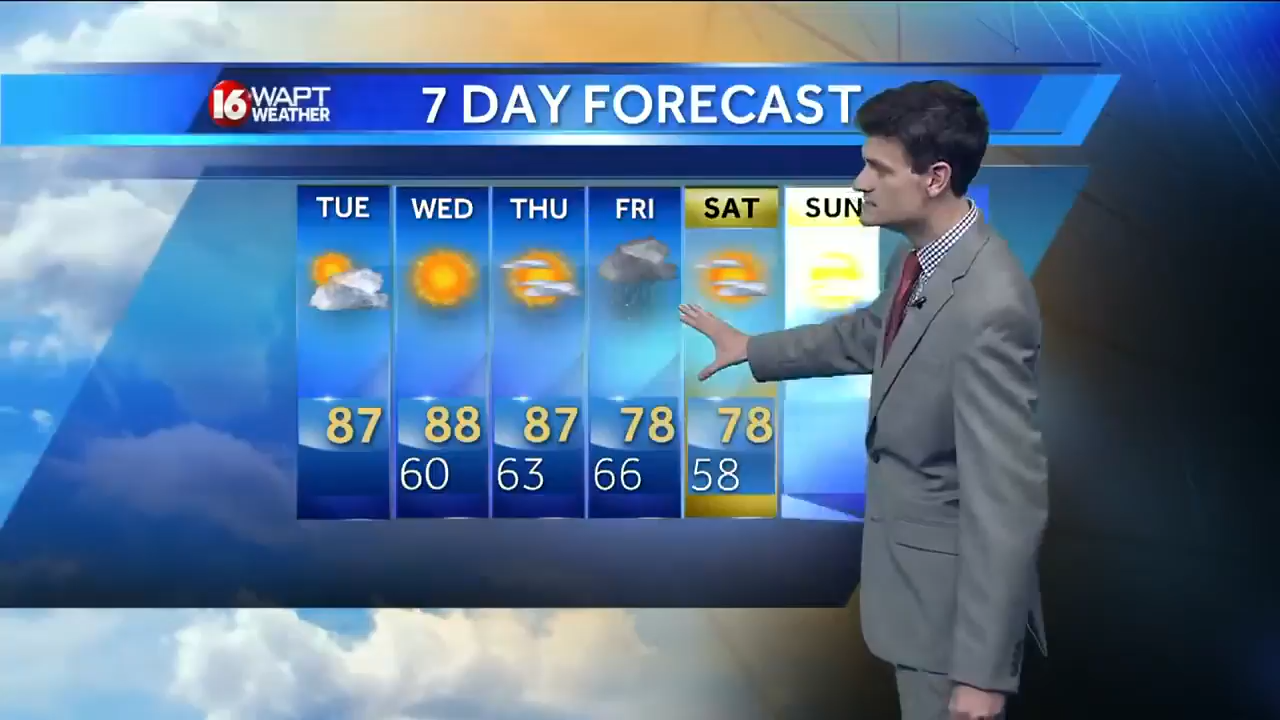 16 WAPT
WEATHER
7 DAY FORECAST
TUE WED THU FRI SAT SUN
87 88 87 78 78
60 63 66 58